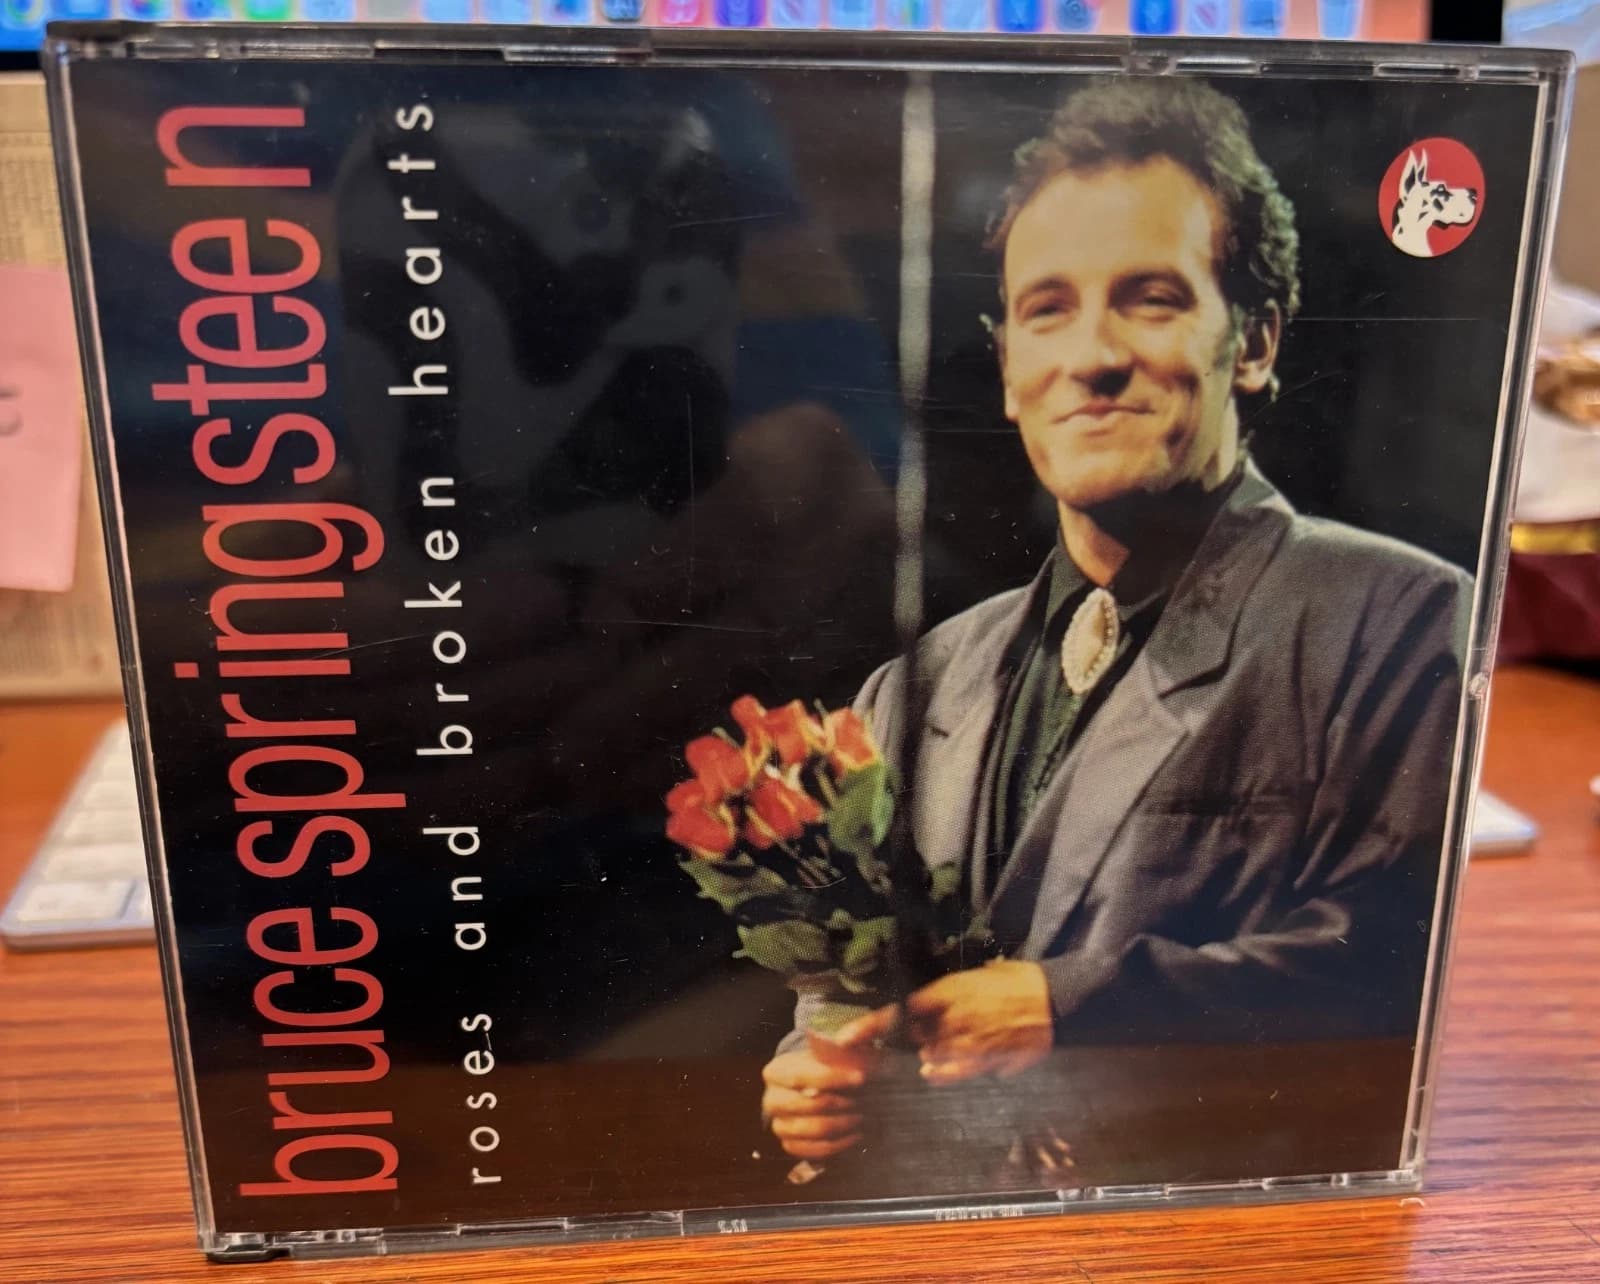 bruce springsteen
roses and broken hearts